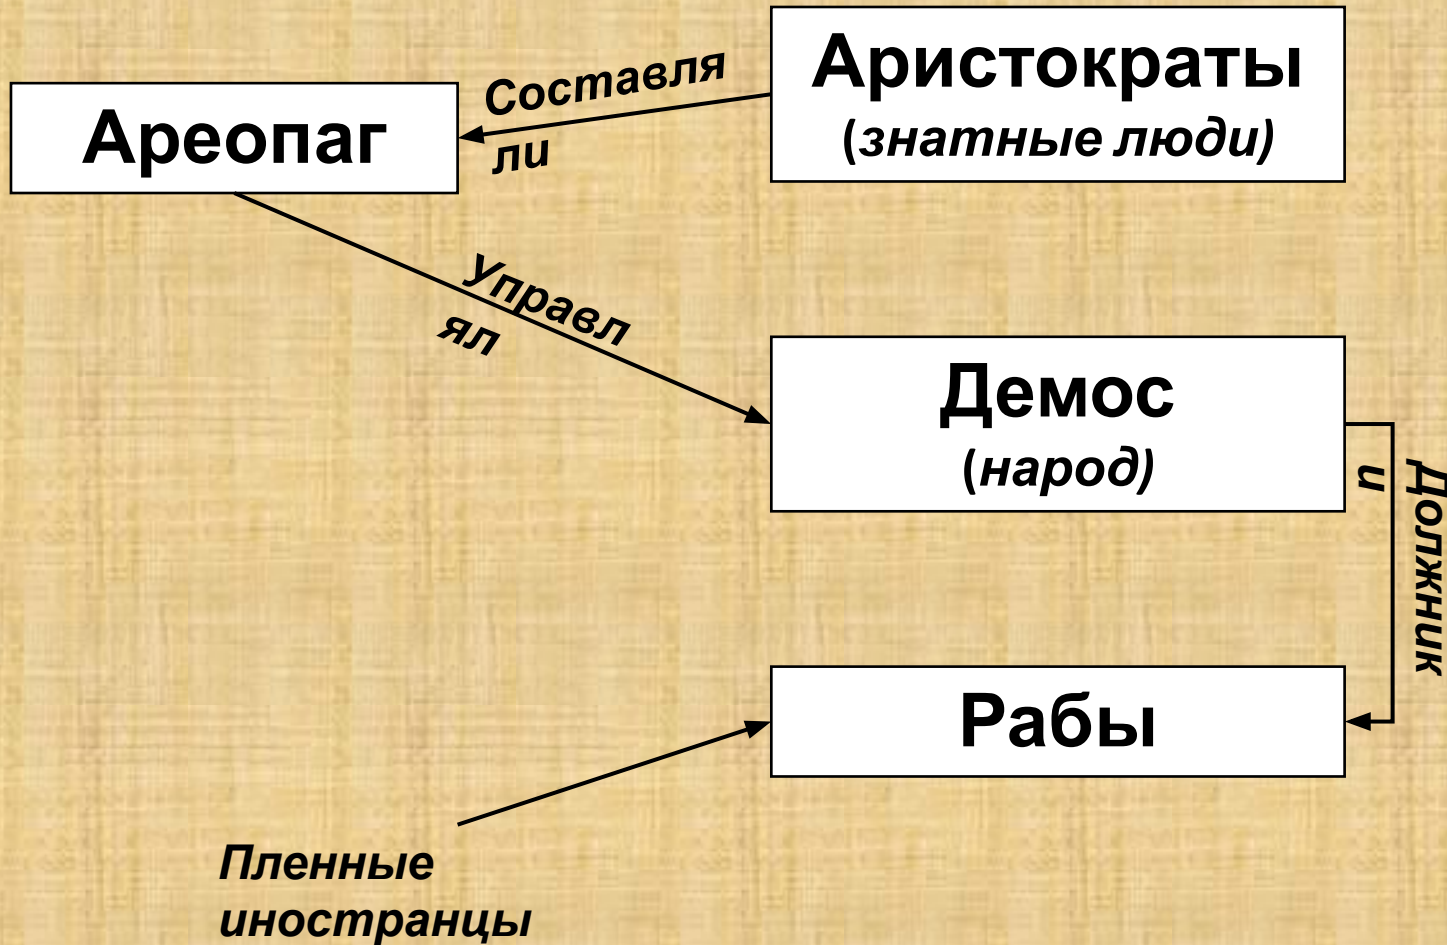 Аристократы
(знатные люди)
Составля
ли
Ареопаг
Управл
ял
Демос
(народ)
Должник
и
Рабы
Пленные
иностранцы